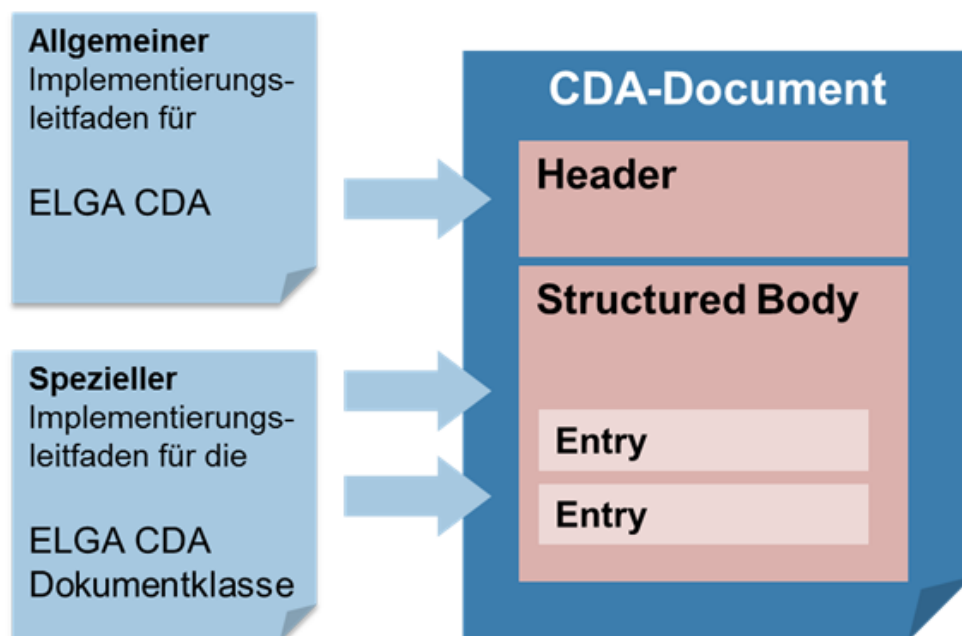 Allgemeiner
Implementierungs-
leitfaden für
ELGA CDA
Spezieller
Implementierungs-
leitfaden für die
ELGA CDA
Dokumentklasse
CDA-Document
Header
Structured Body
Entry
Entry